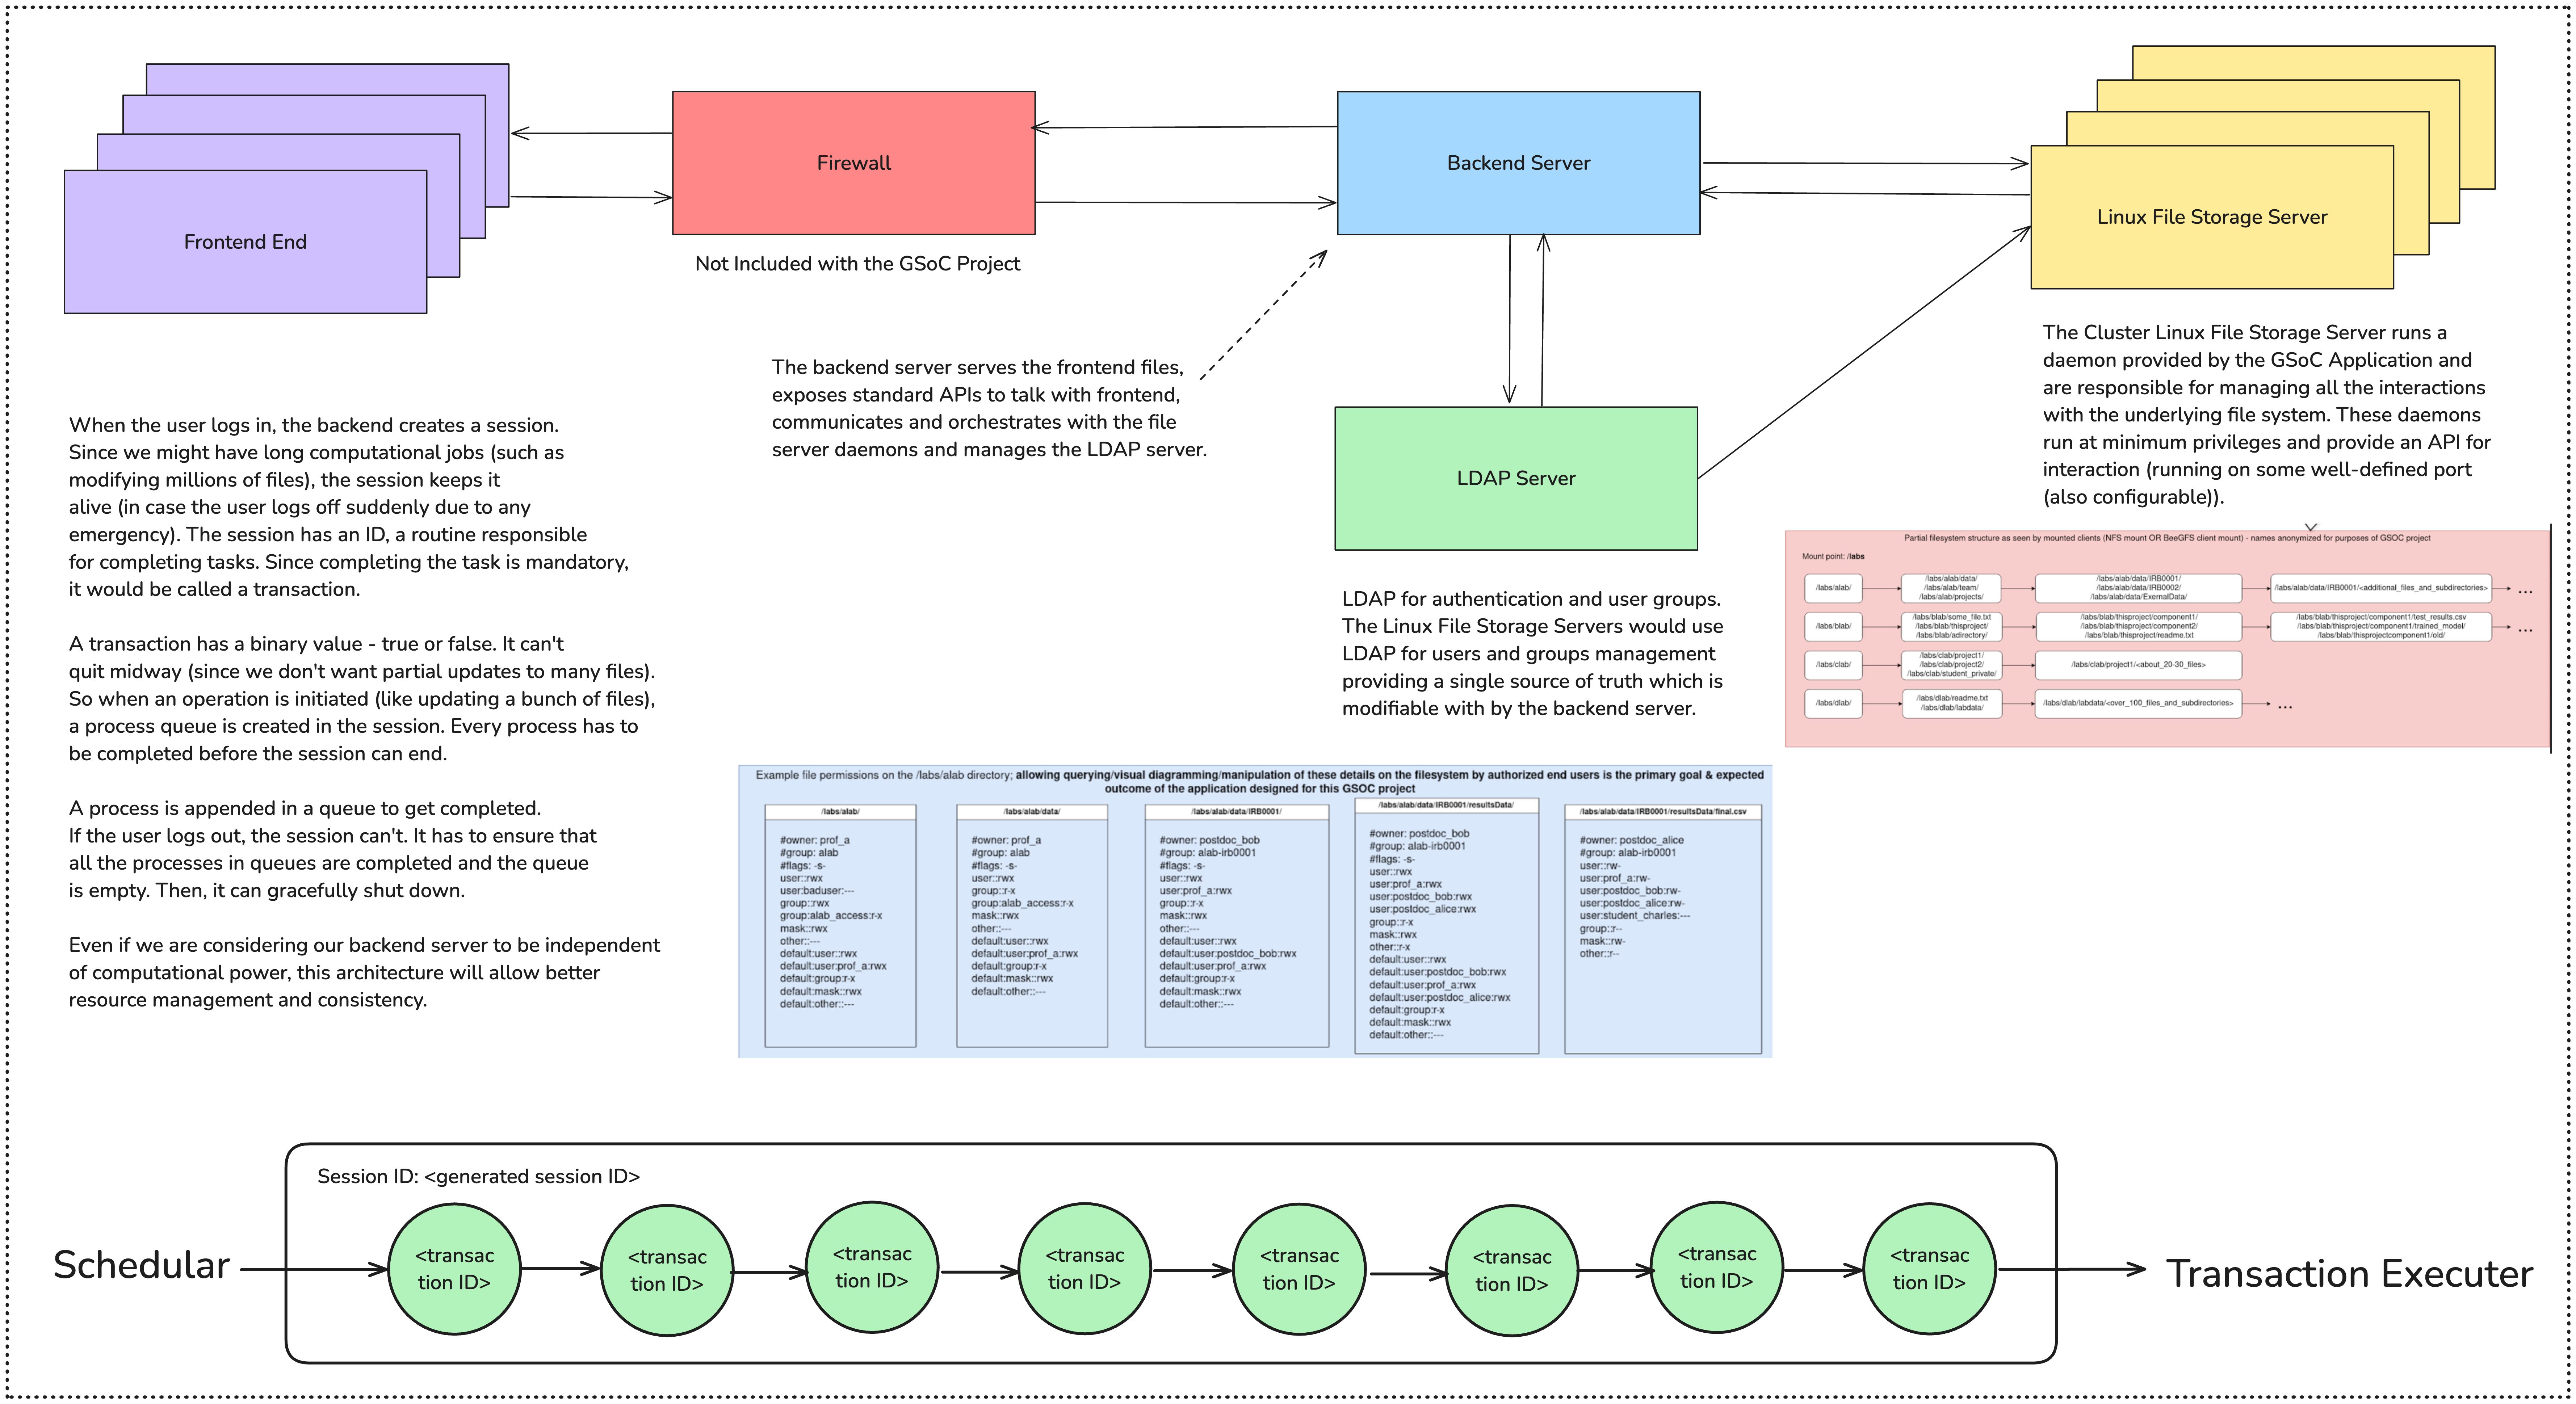 Frontend End
Firewall
Not Included with the GSoC Project
Backend Server
Linux File Storage Server
The backend server serves the frontend files,
exposes standard APIs to talk with frontend,
communicates and orchestrates with the file
server daemons and manages the LDAP server.
LDAP Server
LDAP for authentication and user groups.
The Linux File Storage Servers would use
LDAP for users and groups management
providing a single source of truth which is
modifiable with by the backend server.
The Cluster Linux File Storage Server runs a
daemon provided by the GSoC Application and
are responsible for managing all the interactions
with the underlying file system. These daemons
run at minimum privileges and provide an API for
interaction (running on some well-defined port
(also configurable)).
When the user logs in, the backend creates a session.
Since we might have long computational jobs (such as
modifying millions of files), the session keeps it
alive (in case the user logs off suddenly due to any
emergency). The session has an ID, a routine responsible
for completing tasks. Since completing the task is mandatory,
it would be called a transaction.
A transaction has a binary value - true or false. It can't
quit midway (since we don't want partial updates to many files).
So when an operation is initiated (like updating a bunch of files),
a process queue is created in the session. Every process has to
be completed before the session can end.
A process is appended in a queue to get completed.
If the user logs out, the session can't. It has to ensure that
all the processes in queues are completed and the queue
is empty. Then, it can gracefully shut down.
Even if we are considering our backend server to be independent
of computational power, this architecture will allow better
resource management and consistency.
Partial filesystem structure as seen by mounted clients (NFS mount OR BeeGFS client mount) - names anonymized for purposes of GSOC project
Mount point: /labs
/labs/alab/
/labs/alab/data/
/labs/alab/team/
/labs/alab/projects/
/labs/alab/data/IRB0001/
/labs/alab/data/IRB0002/
/labs/alab/data/ExernalData/
/labs/alab/data/IRB0001/<additional_files_and_subdirectories>
...
/labs/blab/
/labs/blab/some_file.txt
/labs/blab/thisproject/
/labs/blab/adirectory/
/labs/blab/thisproject/component1/
/labs/blab/thisproject/component2/
/labs/blab/thisproject/readme.txt
/labs/blab/thisproject/component1/test_results.csv
/labs/blab/thisproject/component1/trained_model/
/labs/blab/thisprojectcomponent1/old/
...
/labs/clab/
/labs/clab/project1/
/labs/clab/project2/
/labs/clab/student_private/
/labs/clab/project1/<about_20-30_files>
/labs/dlab/
/labs/dlab/readme.txt
/labs/dlab/labdata/
/labs/dlab/labdata/<over_100_files_and_subdirectories>
...
Example file permissions on the /labs/alab directory; allowing querying/visual diagramming/manipulation of these details on the filesystem by authorized end users is the primary goal & expected
outcome of the application designed for this GSOC project
/labs/alab/
#owner: prof_a
#group: alab
#flags: -s-
user::rwx
user:baduser:---
group::rwx
group:alab_access:r-x
mask::rwx
other::---
default:user::rwx
default:user:prof_a:rwx
default:group:r-x
default:mask::rwx
default:other::---
/labs/alab/data/
#owner: prof_a
#group: alab
#flags: -s-
user::rwx
group::r-x
group:alab_access:r-x
mask::rwx
other::---
default:user::rwx
default:user:prof_a:rwx
default:group:r-x
default:mask::rwx
default:other::---
/labs/alab/data/IRB0001/
#owner: postdoc_bob
#group: alab-irb0001
#flags: -s-
user::rwx
user:prof_a:rwx
group::r-x
mask::rwx
other::---
default:user::rwx
default:user:postdoc_bob:rwx
default:user:prof_a:rwx
default:group:r-x
default:mask::rwx
default:other::---
/labs/alab/data/IRB0001/resultsData/
#owner: postdoc_bob
#group: alab-irb0001
#flags: -s-
user::rwx
user:prof_a:rwx
user:postdoc_bob:rwx
user:postdoc_alice:rwx
group::r-x
mask::rwx
other::r-x
default:user::rwx
default:user:postdoc_bob:rwx
default:user:prof_a:rwx
default:user:postdoc_alice:rwx
default:group:r-x
default:mask::rwx
default:other::---
/labs/alab/data/IRB0001/resultsData/final.csv
#owner: postdoc_alice
#group: alab-irb0001
user::rw-
user:prof_a:rw-
user:postdoc_bob:rw-
user:postdoc_alice:rw-
user:student_charles:---
group::r--
mask::rw-
other::r--
Session ID: <generated session ID>
Schedular
<transac
tion ID>
<transac
tion ID>
<transac
tion ID>
<transac
tion ID>
<transac
tion ID>
<transac
tion ID>
<transac
tion ID>
<transac
tion ID>
Transaction Executer